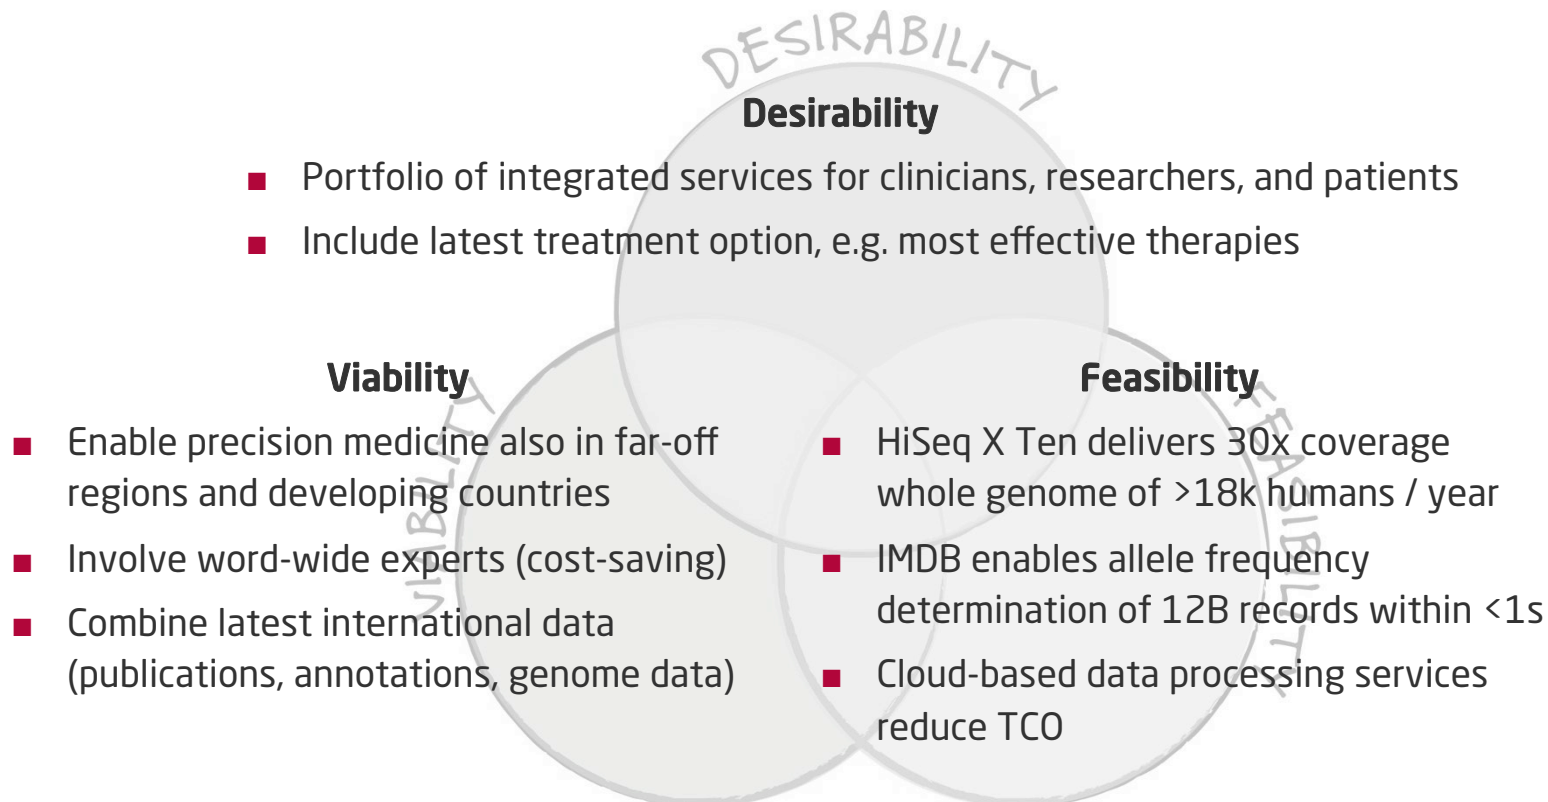 DESIRABILITY
Desirability
■ Portfolio of integrated services for clinicians, researchers, and patients
■ Include latest treatment option, e.g. most effective therapies
VIABILITY
Viability
■ Enable precision medicine also in far-off
regions and developing countries
■ Involve word-wide experts (cost-saving)
■ Combine latest international data
(publications, annotations, genome data)
FEASIBILITY
Feasibility
■ HiSeq X Ten delivers 30x coverage
whole genome of >18k humans / year
■ IMDB enables allele frequency
determination of 12B records within <1s
■ Cloud-based data processing services
reduce TCO